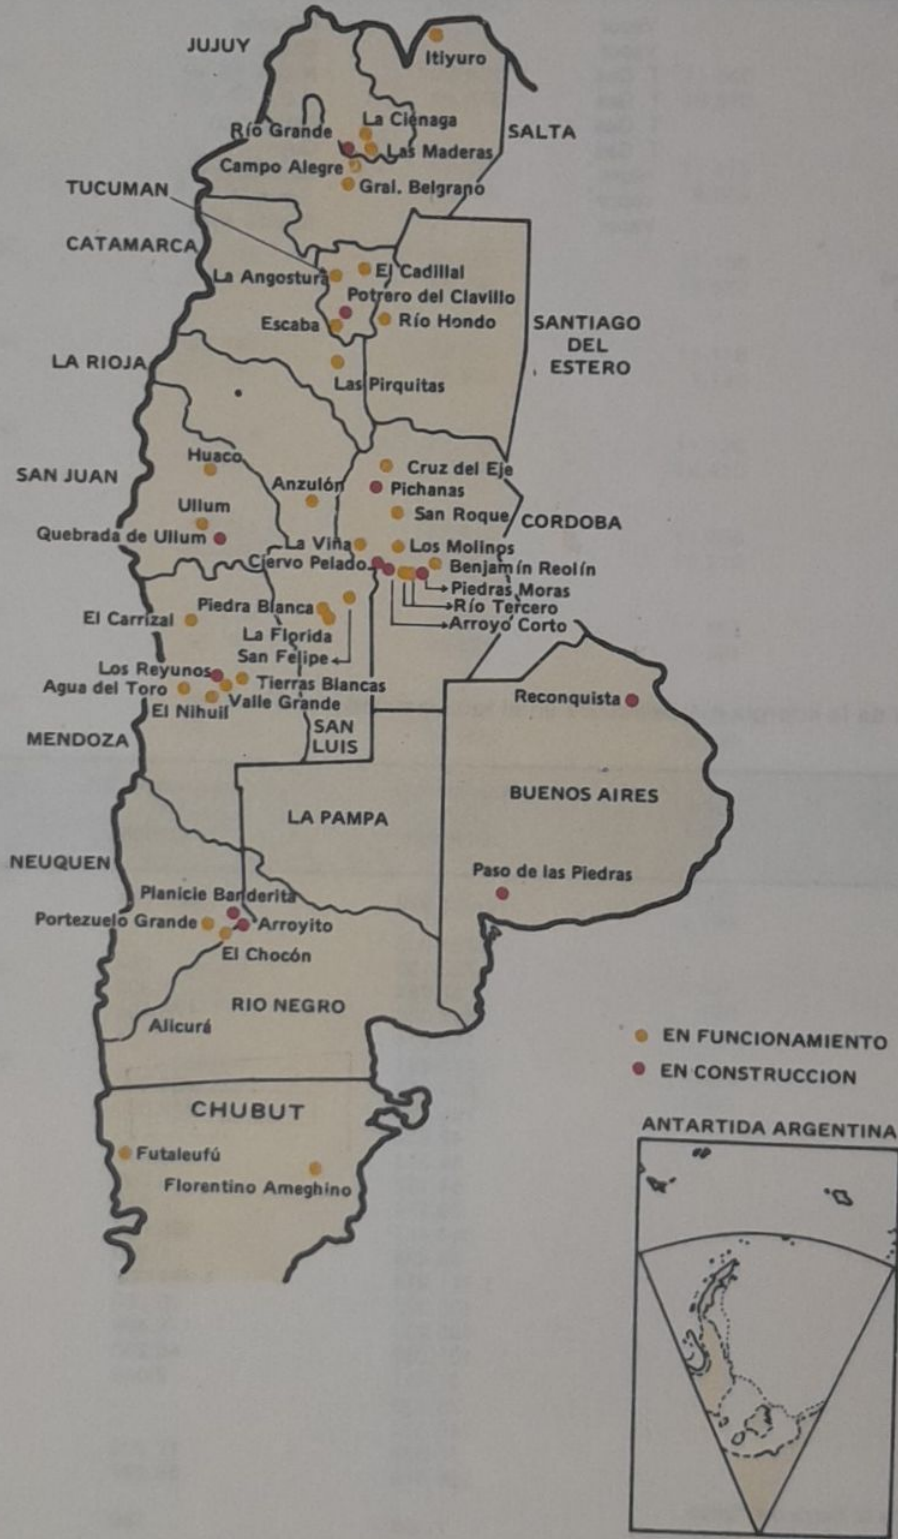 JUJUY
Itiyuro
La Cienaga
Río Grande
SALTA
Las Maderas
Campo Alegre
TUCUMAN
Gral. Belgrano
CATAMARCA
La Angostura
El Cadillal
Potrero del Clavillo
Escaba
Río Hondo
SANTIAGO
DEL
ESTERO
LA RIOJA
Las Pirquitas
Huaco
Cruz del Eje
SAN JUAN
Anzulón
Pichanas
Ullum
San Roque
CORDOBA
Quebrada de Ullum
La Viña
Los Molinos
Ciervo Pelado
Benjamín Reolín
Piedras Moras
Piedra Blanca
Río Tercero
El Carrizal
Arroyo Corto
La Florida
San Felipe
Los Reyunos
Agua del Toro
Tierras Blancas
El Nihuil
Valle Grande
Reconquista
SAN
LUIS
MENDOZA
BUENOS AIRES
LA PAMPA
NEUQUEN
Paso de las Piedras
Planicie Banderita
Portezuelo Grande
Arroyito
El Chocón
RIO NEGRO
Alicurá
EN FUNCIONAMIENTO
EN CONSTRUCCION
CHUBUT
ANTARTIDA ARGENTINA
Futaleufú
Florentino Ameghino